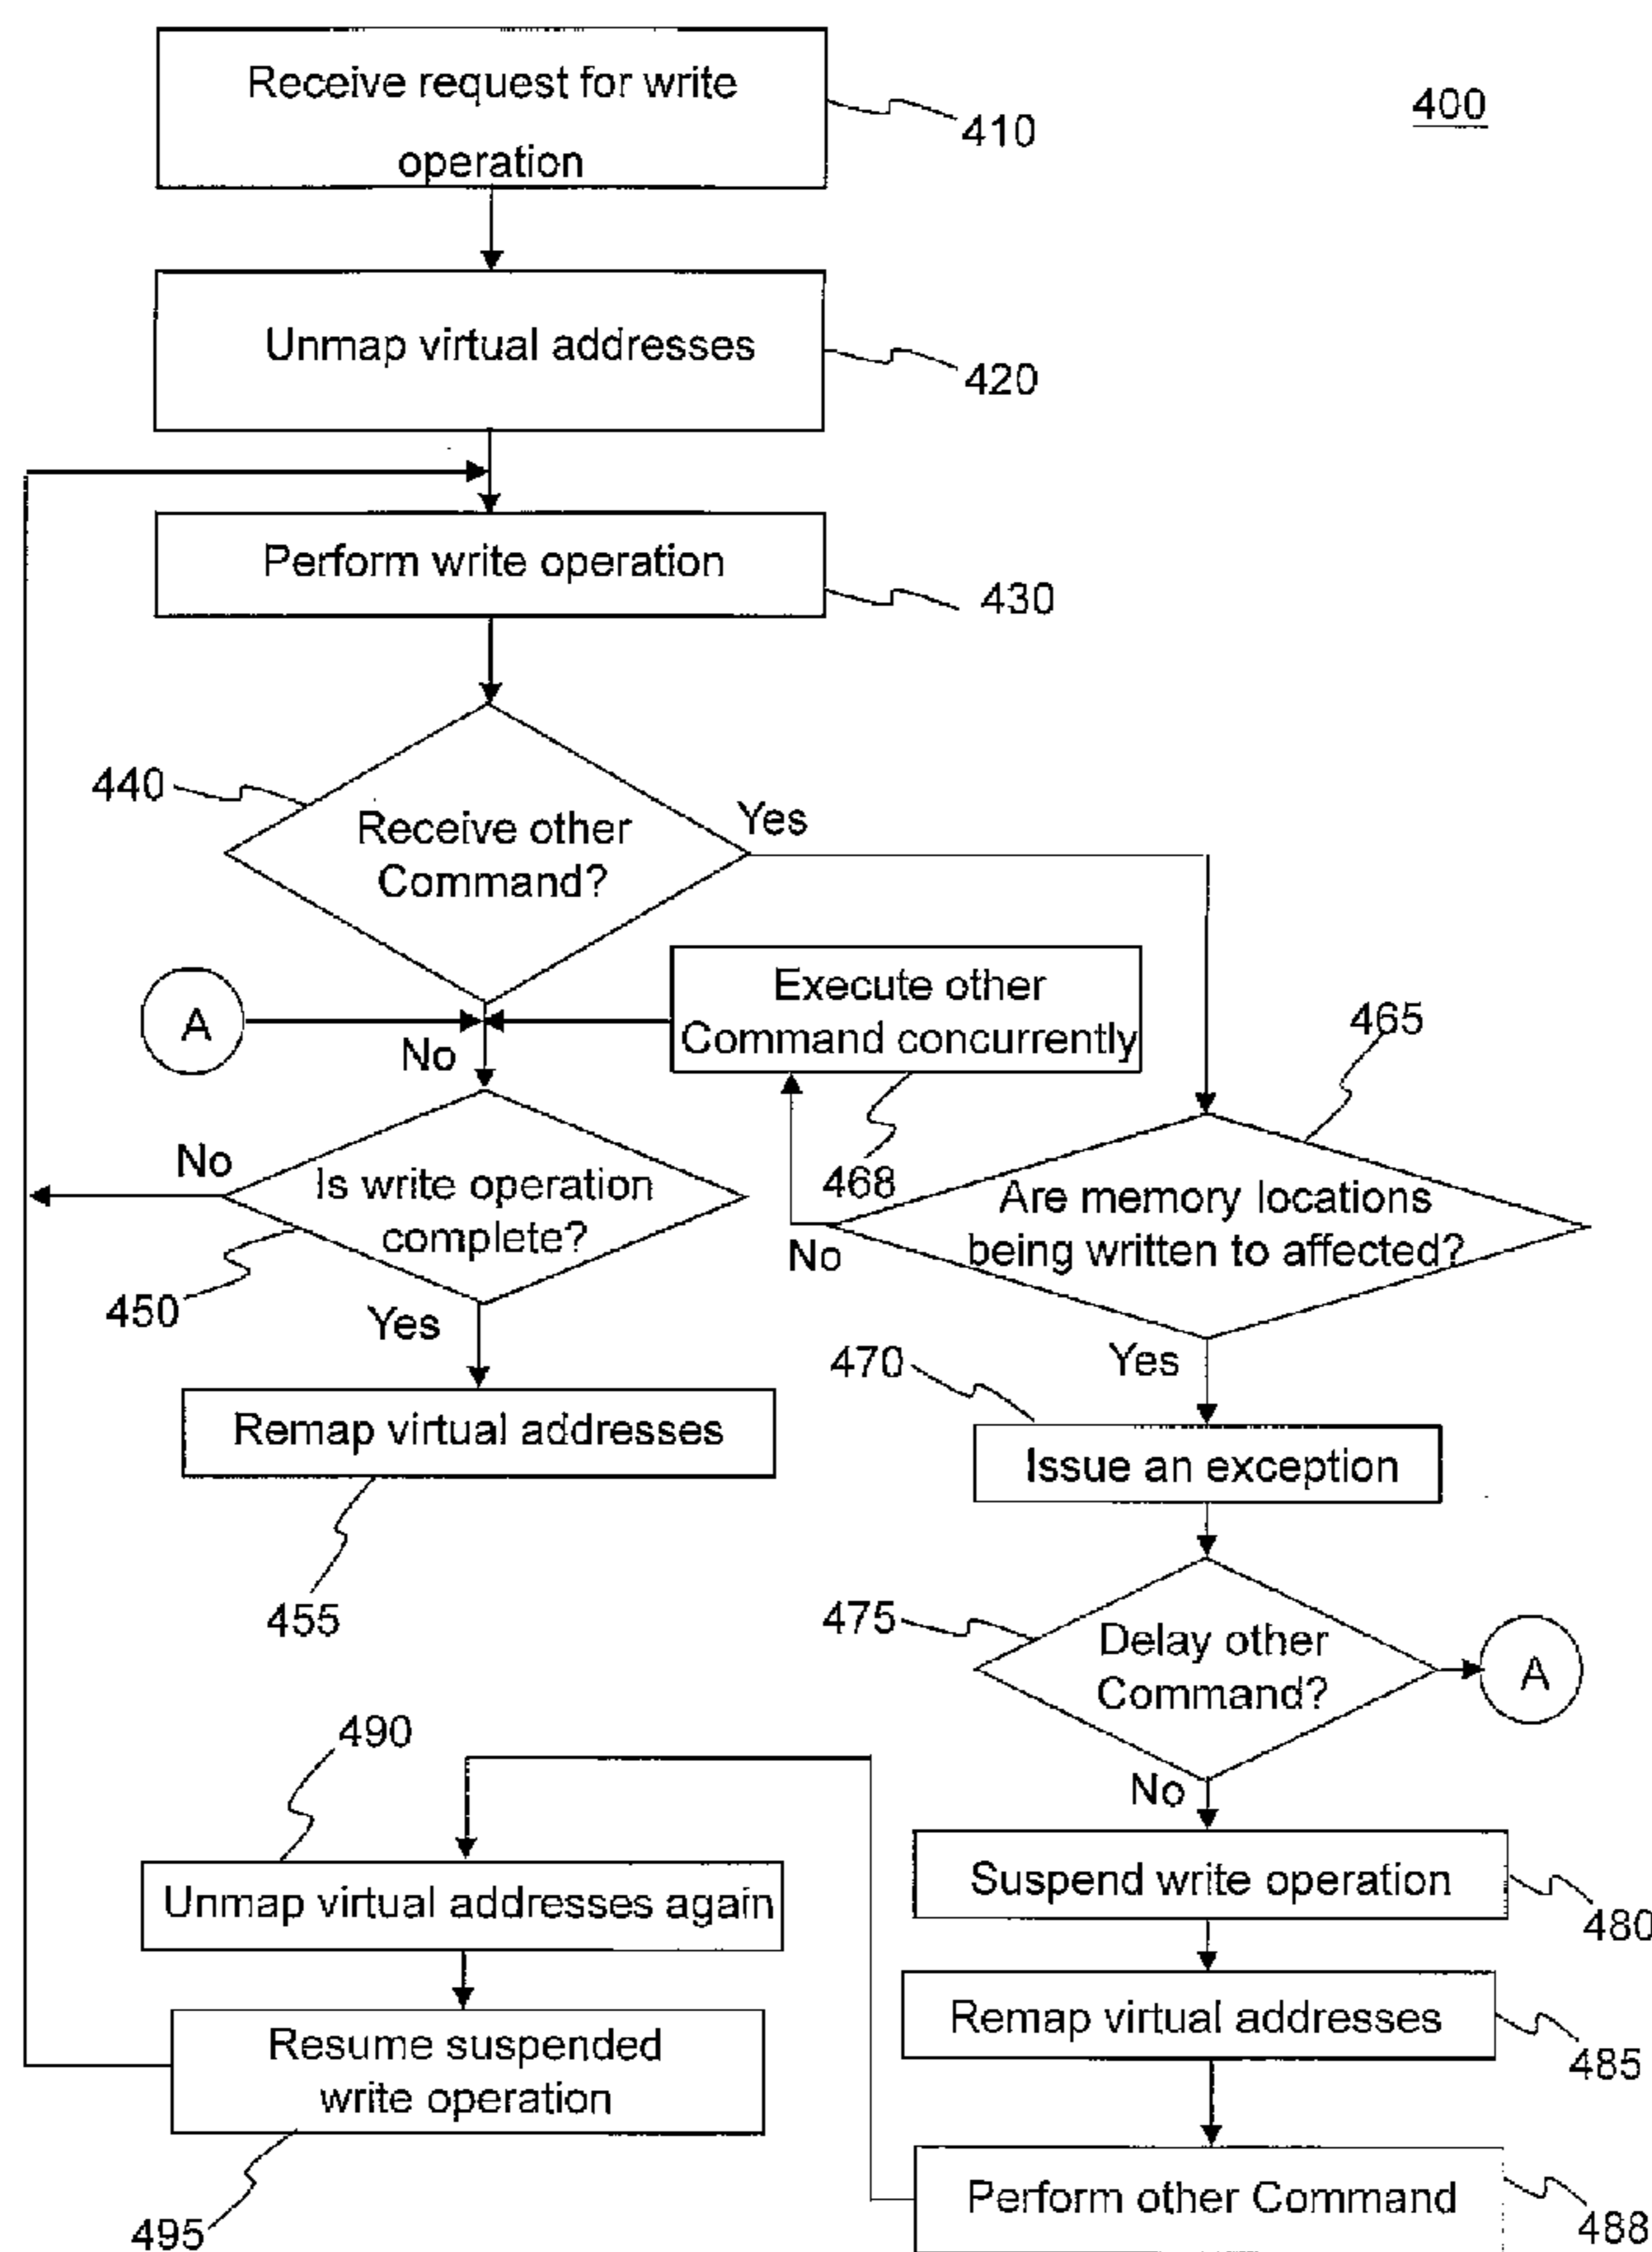 Receive request for write
operation
410
400
Unmap virtual addresses
420
Perform write operation
430
440
Receive other
Command?
Yes
A
No
Execute other
Command concurrently
468
465
No
Is write operation
complete?
450
Yes
Are memory locations
being written to affected?
No
Yes
Remap virtual addresses
455
470
Issue an exception
475
Delay other
Command?
A
No
490
Unmap virtual addresses again
Suspend write operation
480
Resume suspended
write operation
495
Remap virtual addresses
485
Perform other Command
488